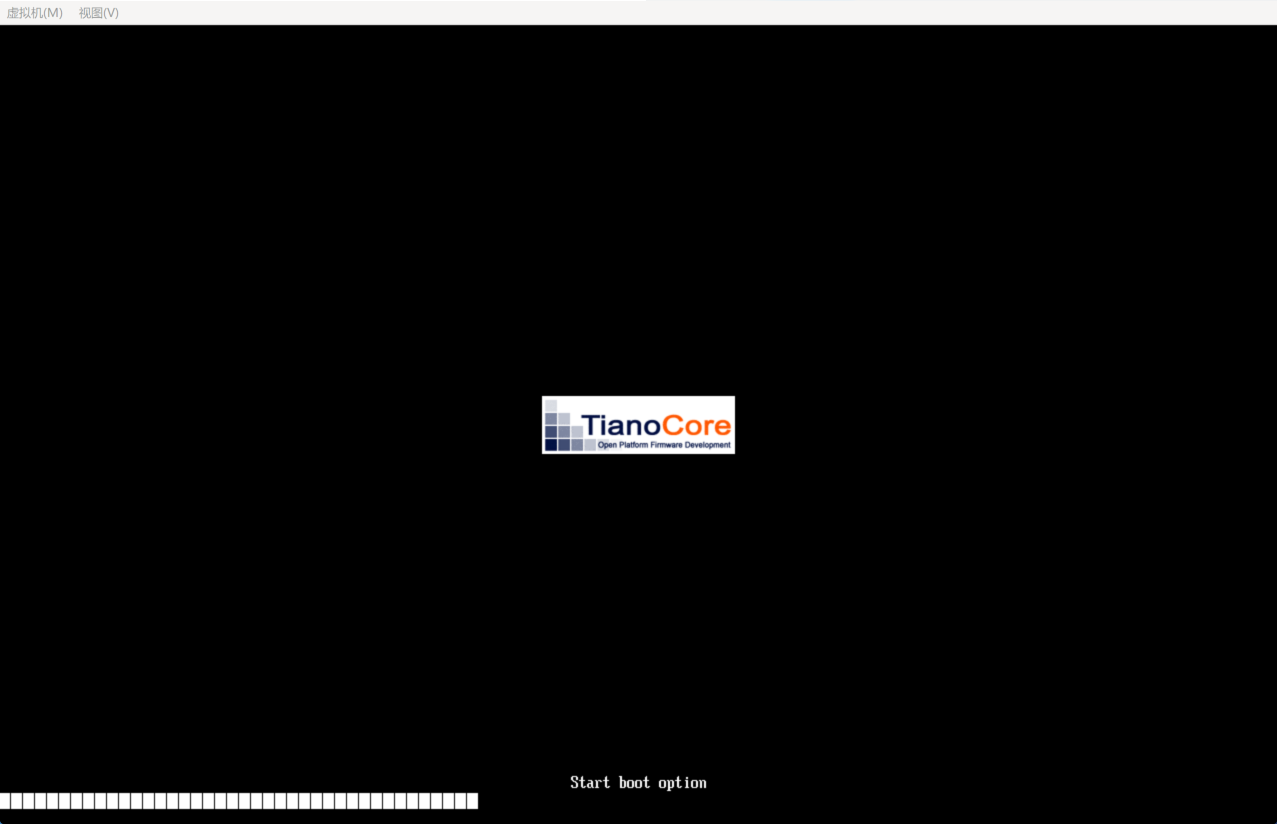 虚拟机(M) 视图(V)
TianoCore
Open Platform Firmware Development
Start boot option